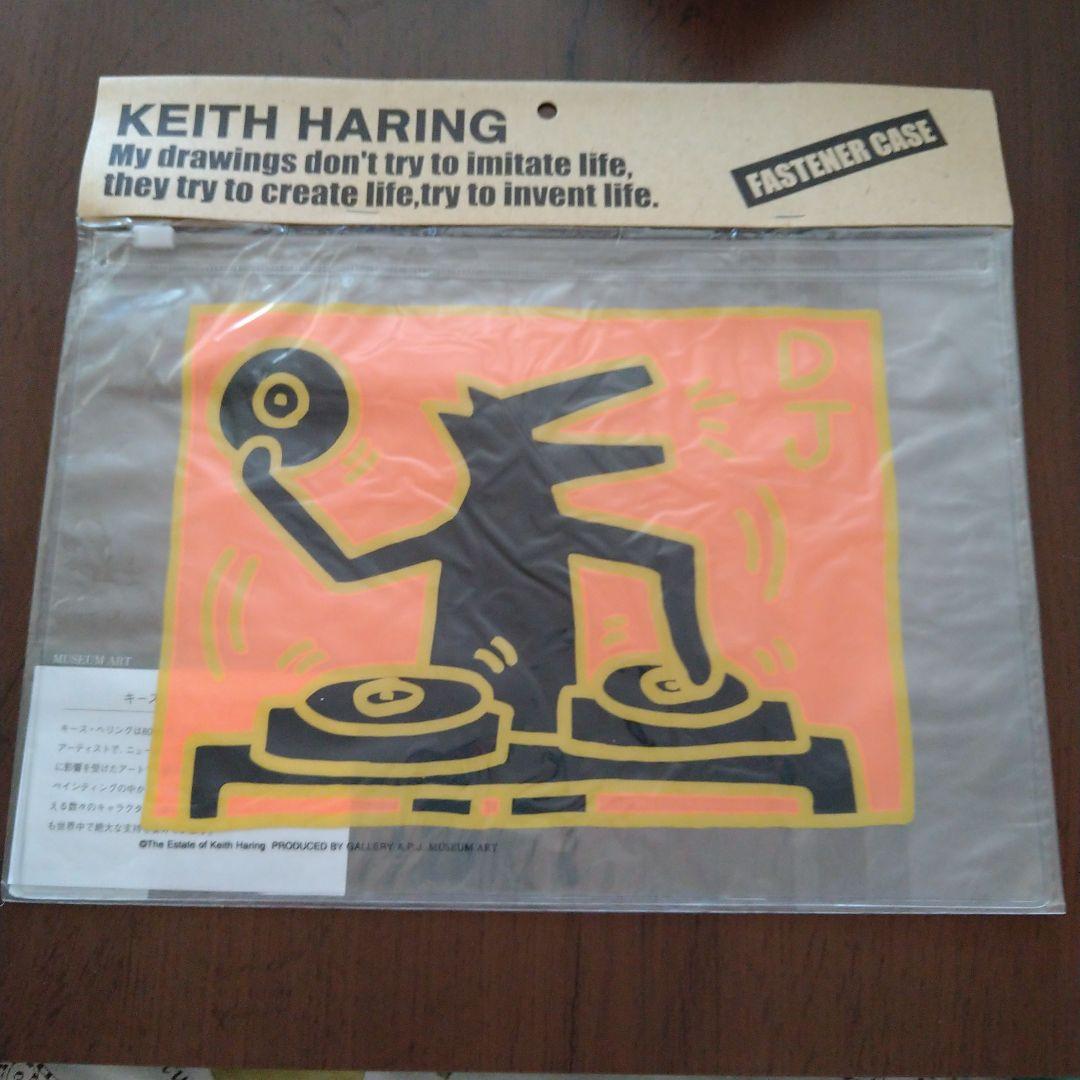 KEITH HARING
My drawings don't try to imitate life,
they try to create life,try to invent life.
FASTENER CASE
D
J
MUSEUM ART
キース
キース・ヘリングは80
アーティストで、ニュー
に影響を受けたアート
ペインティングの中か
える数々のキャラクタ
も世界中で絶大な支持
©The Estate of Keith Haring PRODUCED BY GALLERY A.P.J. MUSEUM ART